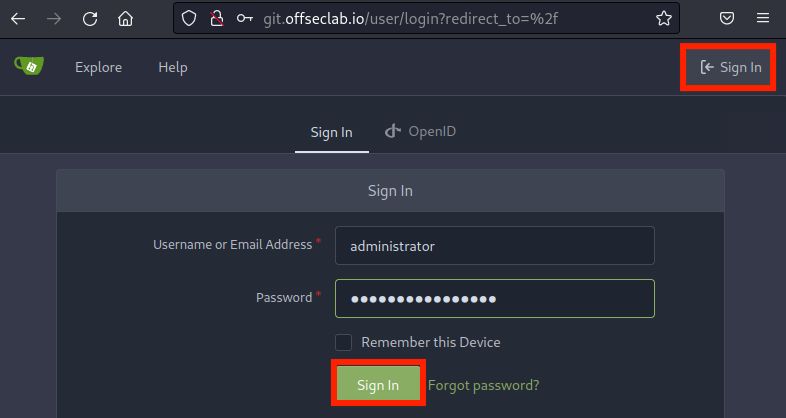 git.offseclab.io/user/login?redirect_to=%2f
Explore Help Sign In
Sign In OpenID
Sign In
Username or Email Address * administrator
Password * ●●●●●●●●●●●●●●●●
Remember this Device
Sign In Forgot password?